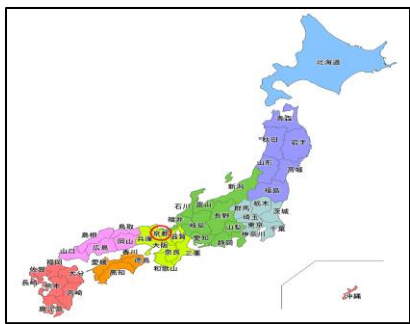 北海道
青森
秋田
岩手
山形
宮城
新潟
福島
石川
富山
群馬
栃木
福井
長野
埼玉
茨城
岐阜
山梨
東京
千葉
愛知
静岡
神奈川
鳥取
島根
兵庫
京都
滋賀
岡山
広島
大阪
奈良
三重
山口
香川
和歌山
福岡
愛媛
徳島
佐賀
大分
高知
長崎
熊本
宮崎
鹿児島
沖縄